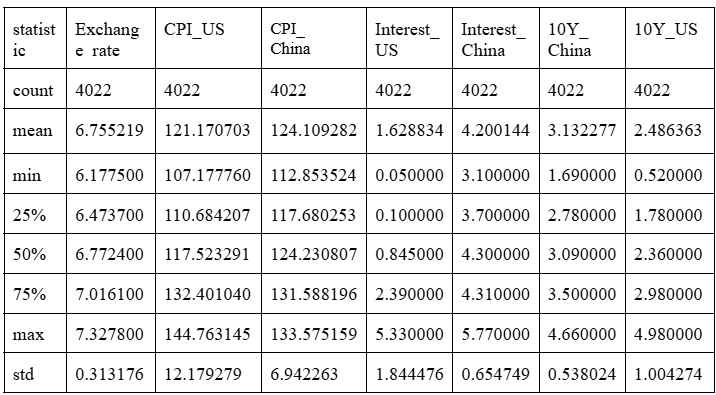 statistic Exchange rate CPI_US CPI_China Interest_US Interest_China 10Y_China 10Y_US
count 4022 4022 4022 4022 4022 4022 4022
mean 6.755219 121.170703 124.109282 1.628834 4.200144 3.132277 2.486363
min 6.177500 107.177760 112.853524 0.050000 3.100000 1.690000 0.520000
25% 6.473700 110.684207 117.680253 0.100000 3.700000 2.780000 1.780000
50% 6.772400 117.523291 124.230807 0.845000 4.300000 3.090000 2.360000
75% 7.016100 132.401040 131.588196 2.390000 4.310000 3.500000 2.980000
max 7.327800 144.763145 133.575159 5.330000 5.770000 4.660000 4.980000
std 0.313176 12.179279 6.942263 1.844476 0.654749 0.538024 1.004274